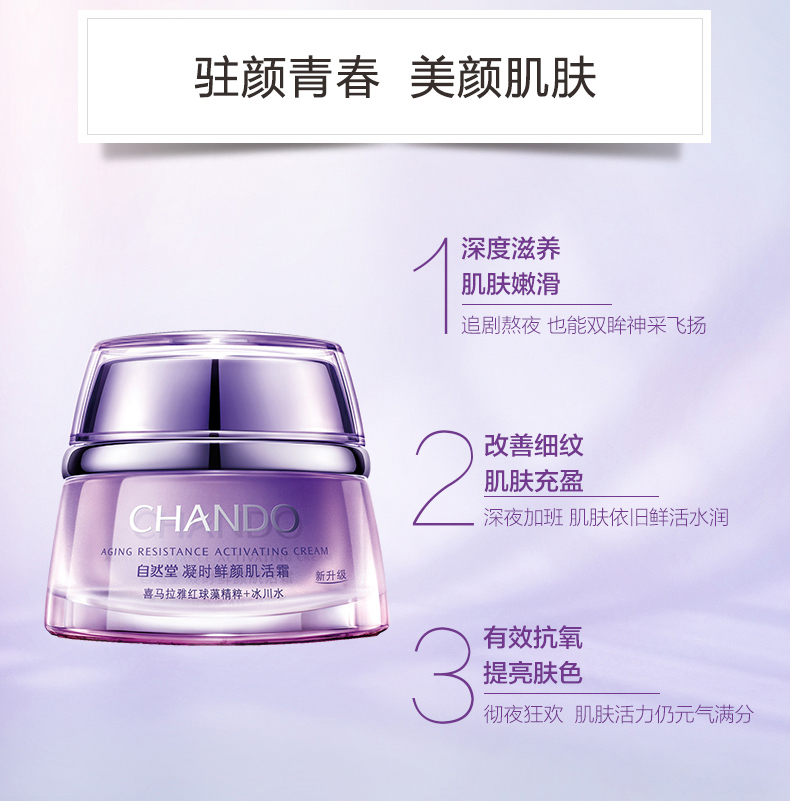 驻颜青春 美颜肌肤
1
深度滋养
肌肤嫩滑
追剧熬夜 也能双眸神采飞扬
CHANDO
AGING RESISTANCE ACTIVATING CREAM
自然堂 凝时鲜颜肌活霜
新升级
喜马拉雅红球藻精粹+冰川水
2
改善细纹
肌肤充盈
深夜加班 肌肤依旧鲜活水润
3
有效抗氧
提亮肤色
彻夜狂欢 肌肤活力仍元气满分